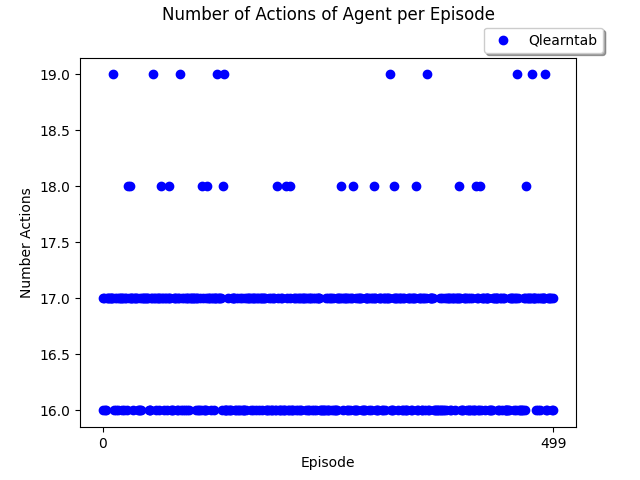 Number of Actions of Agent per Episode
Qlearntab
19.0
18.5
18.0
17.5
17.0
16.5
16.0
Number Actions
0
499
Episode